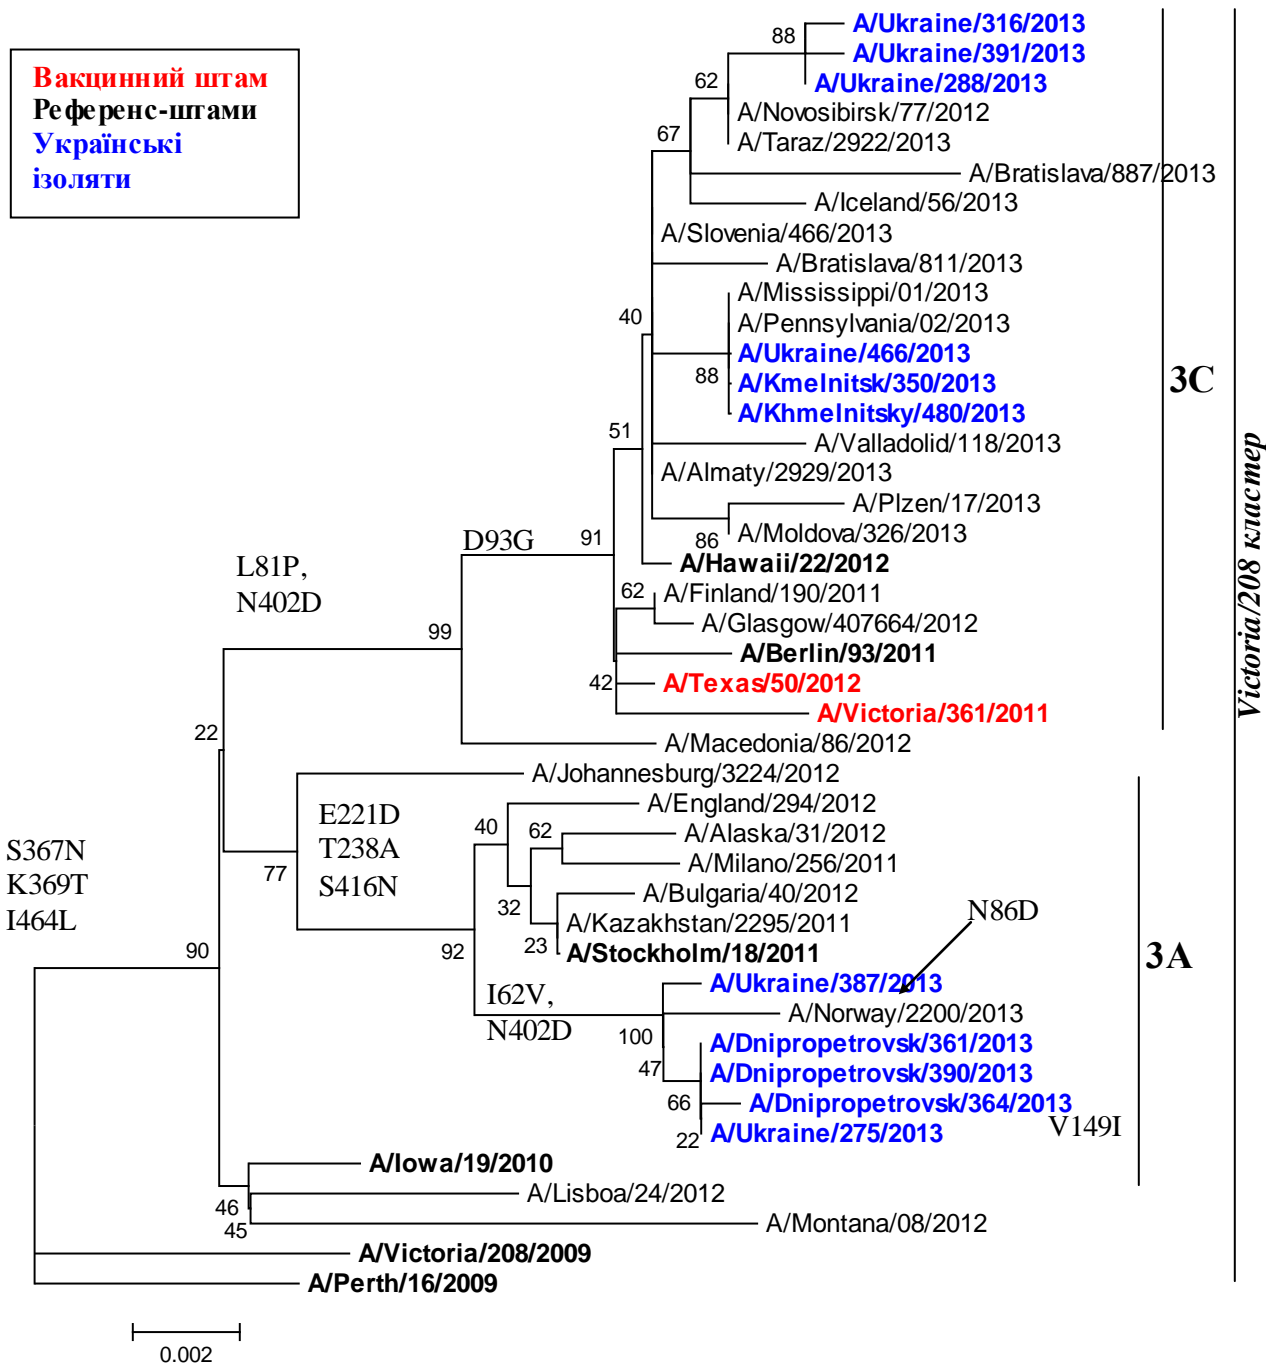 Вакцинний штам
Референс-штами
Українські
ізоляти
88
A/Ukraine/316/2013
A/Ukraine/391/2013
A/Ukraine/288/2013
62
A/Novosibirsk/77/2012
A/Taraz/2922/2013
67
A/Bratislava/887/2013
A/Iceland/56/2013
A/Slovenia/466/2013
A/Bratislava/811/2013
A/Mississippi/01/2013
40
A/Pennsylvania/02/2013
A/Ukraine/466/2013
88
A/Kmelnitsk/350/2013
A/Khmelnitsky/480/2013
3C
51
A/Valladolid/118/2013
A/Almaty/2929/2013
A/Plzen/17/2013
86
A/Moldova/326/2013
D93G
91
A/Hawaii/22/2012
L81P,
N402D
62
A/Finland/190/2011
A/Glasgow/407664/2012
99
A/Berlin/93/2011
42
A/Texas/50/2012
A/Victoria/361/2011
22
A/Macedonia/86/2012
Victoria/208 кластер
A/Johannesburg/3224/2012
E221D
T238A
S416N
40
A/England/294/2012
62
A/Alaska/31/2012
S367N
K369T
I464L
77
A/Milano/256/2011
32
A/Bulgaria/40/2012
A/Kazakhstan/2295/2011
23
A/Stockholm/18/2011
90
92
N86D
3A
I62V,
N402D
A/Ukraine/387/2013
A/Norway/2200/2013
100
A/Dnipropetrovsk/361/2013
47
A/Dnipropetrovsk/390/2013
66
A/Dnipropetrovsk/364/2013
V149I
22
A/Ukraine/275/2013
A/Iowa/19/2010
46
A/Lisboa/24/2012
45
A/Montana/08/2012
A/Victoria/208/2009
A/Perth/16/2009
0.002